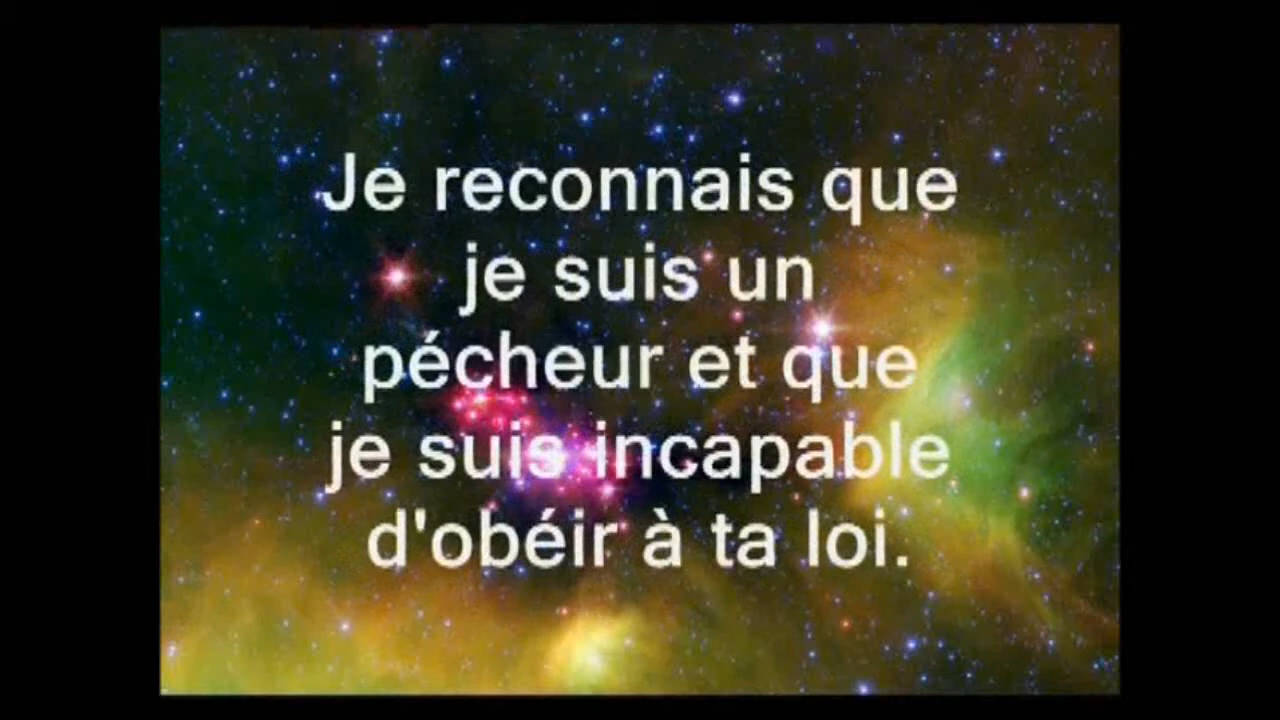 Je reconnais que
je suis un
pécheur et que
je suis incapable
d'obéir à ta loi.